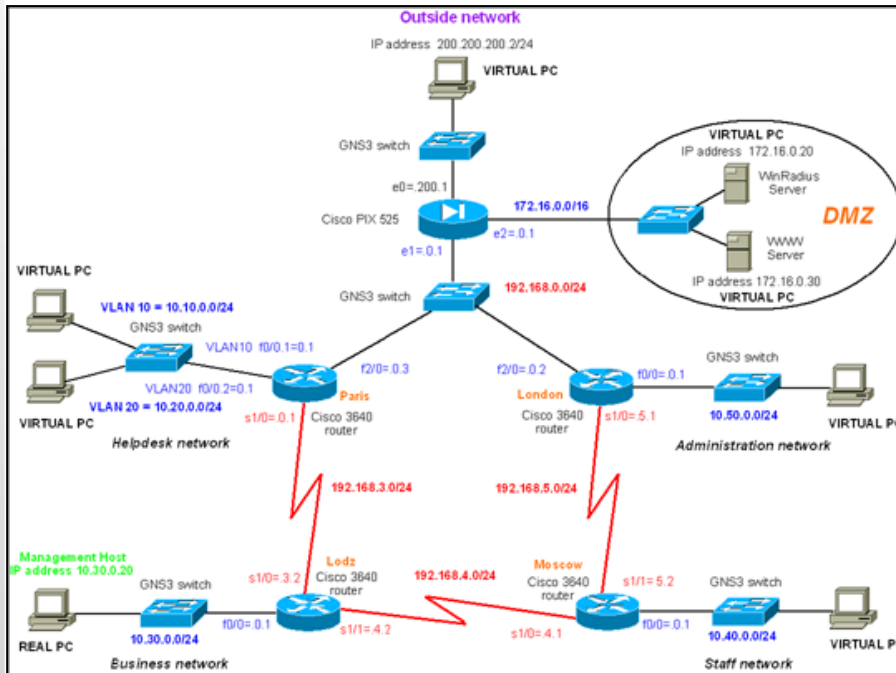 Outside network
IP address 200.200.200.2/24
VIRTUAL PC
GNS3 switch
e0=.200.1
Cisco PIX 525
172.16.0.0/16
e2=.0.1
e1=.0.1
VIRTUAL PC
IP address 172.16.0.20
WinRadius
Server
DMZ
WWW
Server
IP address 172.16.0.30
VIRTUAL PC
GNS3 switch
192.168.0.0/24
VIRTUAL PC
VLAN 10 = 10.10.0.0/24
GNS3 switch
VLAN10 f0/0.1=0.1
VLAN20 f0/0.2=0.1
VLAN 20 = 10.20.0.0/24
VIRTUAL PC
Helpdesk network
f2/0=.0.3
Paris
s1/0=.0.1
Cisco 3640
router
f2/0=.0.2
f0/0=.0.1
London
s1/0=.5.1
Cisco 3640
router
GNS3 switch
10.50.0.0/24
VIRTUAL PC
Administration network
192.168.3.0/24
192.168.5.0/24
Management Host
IP address 10.30.0.20
GNS3 switch
s1/0=.3.2
Lodz
Cisco 3640
router
192.168.4.0/24
Moscow
Cisco 3640
router
s1/1=5.2
GNS3 switch
REAL PC
10.30.0.0/24
f0/0=.0.1
s1/1=.4.2
s1/0=.4.1
f0/0=.0.1
10.40.0.0/24
VIRTUAL PC
Business network
Staff network